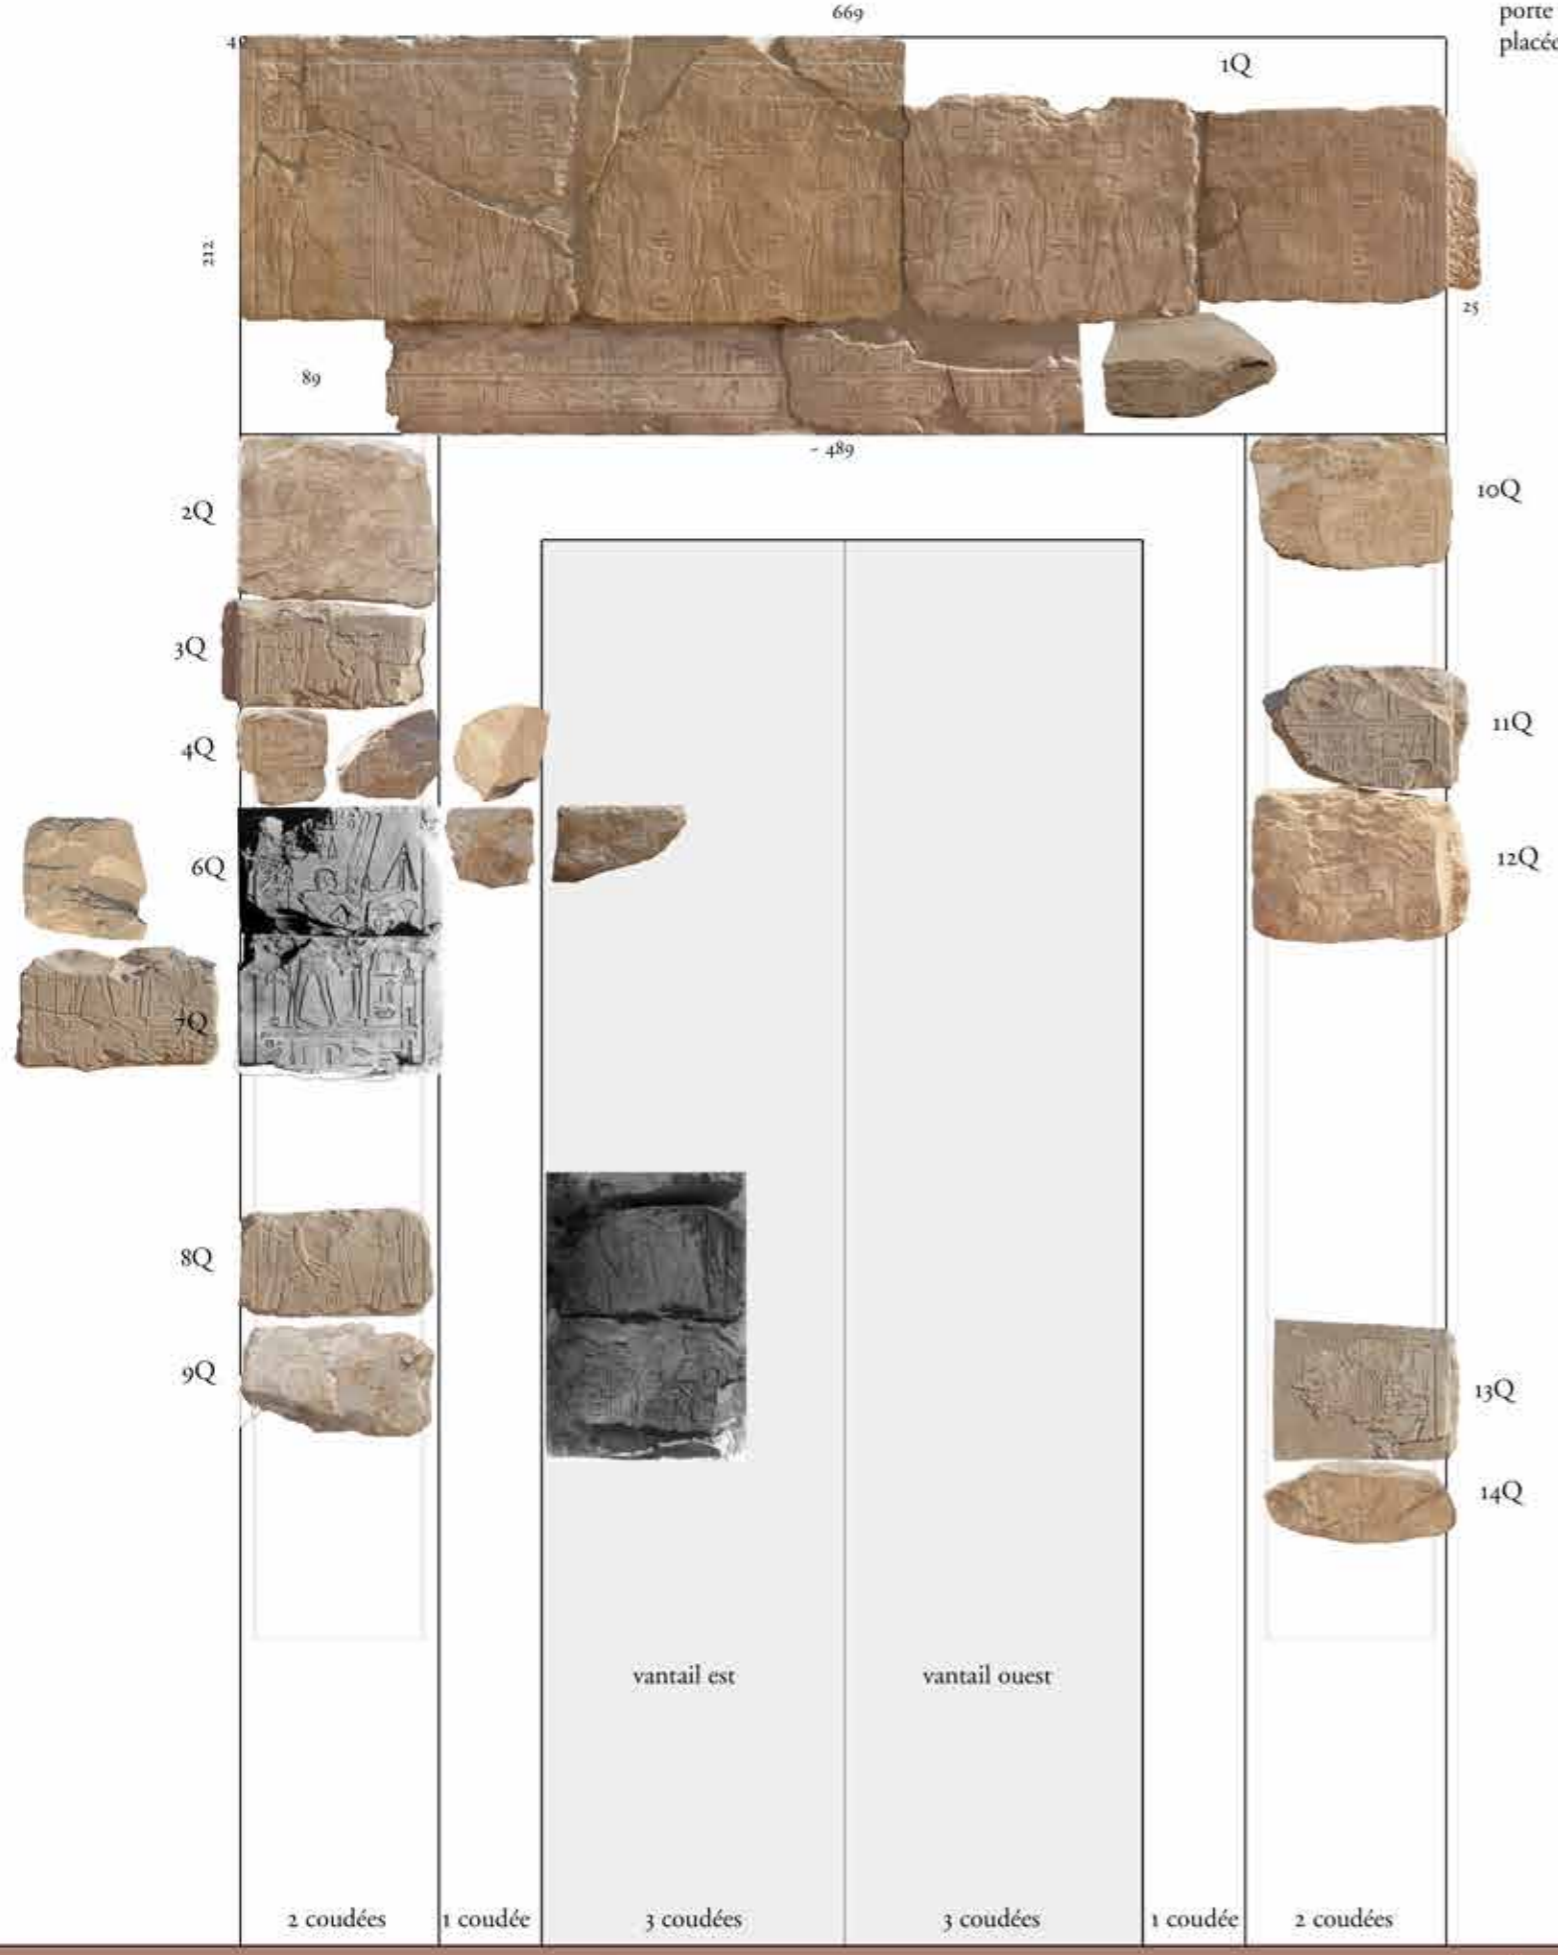 669
porte
placée
1Q
212
25
89
~ 489
2Q
10Q
3Q
11Q
4Q
6Q
12Q
7Q
8Q
9Q
13Q
14Q
vantail est
vantail ouest
2 coudées
1 coudée
3 coudées
3 coudées
1 coudée
2 coudées